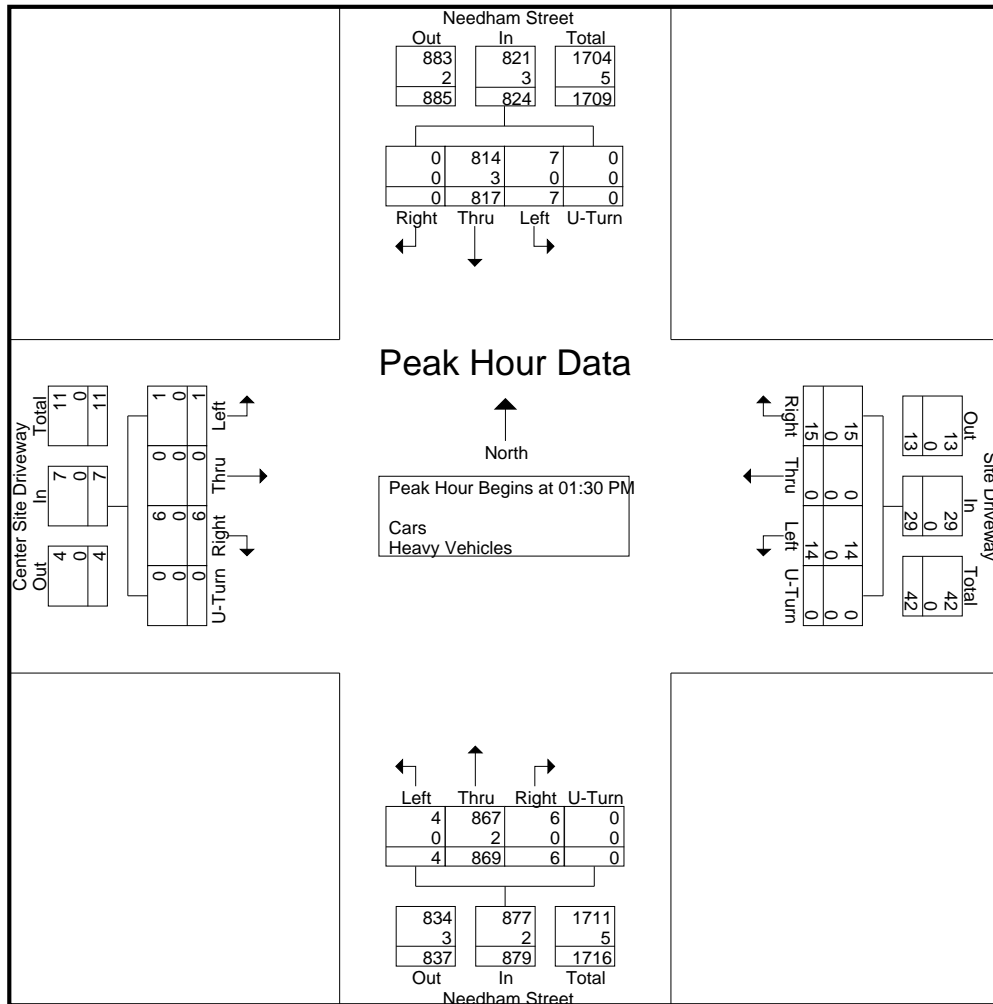 Needham Street
Out In Total
883 821 1704
2 3 5
885 824 1709
0 814 7 0
0 3 0 0
0 817 7 0
Right Thru Left U-Turn
Peak Hour Data
North
Peak Hour Begins at 01:30 PM
Cars
Heavy Vehicles
Center Site Driveway
Out In Total
4 7 11
0 0 0
4 7 11
1 0 6 0
0 0 0 0
1 0 6 0
Left Thru Right U-Turn
Site Driveway
Out In Total
13 29 42
0 0 0
13 29 42
15 0 14 0
0 0 0 0
15 0 14 0
Right Thru Left U-Turn
Left Thru Right U-Turn
4 867 6 0
0 2 0 0
4 869 6 0
834 877 1711
3 2 5
837 879 1716
Out In Total
Needham Street